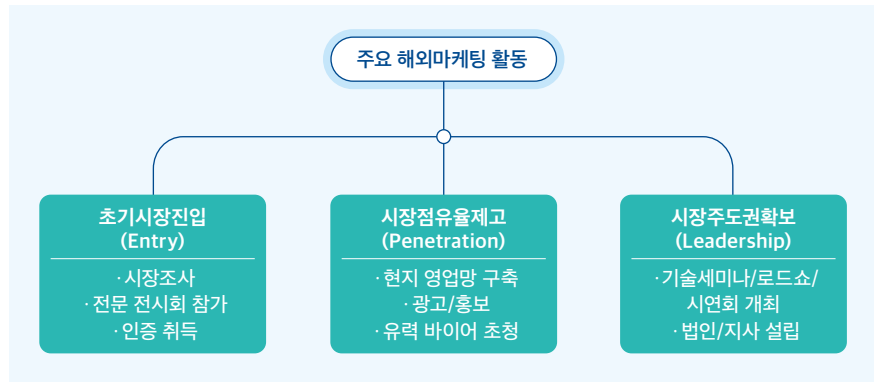 주요 해외마케팅 활동
초기시장진입
(Entry)
· 시장조사
· 전문 전시회 참가
· 인증 취득
시장점유율제고
(Penetration)
· 현지 영업망 구축
· 광고/홍보
· 유력 바이어 초청
시장주도권확보
(Leadership)
· 기술세미나/로드쇼/
시연회 개최
· 법인/지사 설립